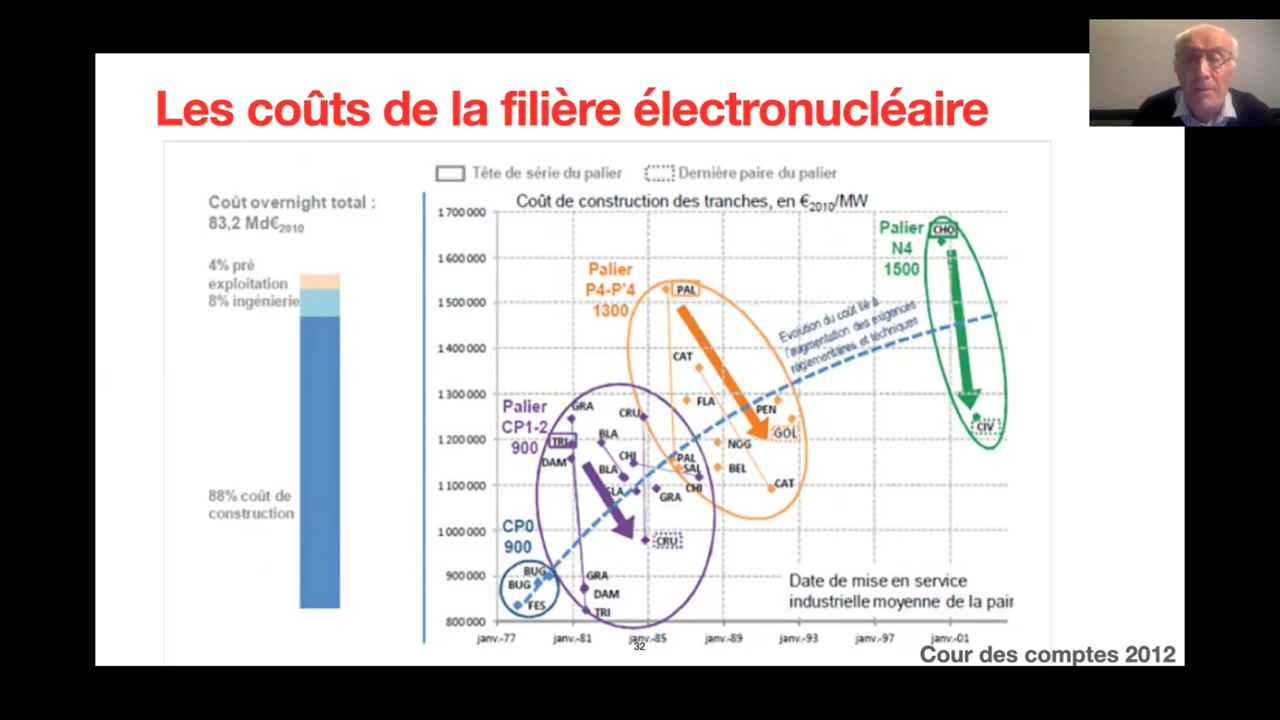 Les coûts de la filière électronucléaire
Tête de série du palier
Dernière paire du palier
Coût overnight total :
83,2 Md€2010
4% pré
exploitation
8% ingénierie
88% coût de
construction
Coût de construction des tranches, en €2010/MW
1 700 000
1 600 000
1 500 000
1 400 000
1 300 000
1 200 000
1 100 000
1 000 000
900 000
800 000
Palier
N4
1500
CHO
CIV
Palier
P4-P'4
1300
PAL
CAT
FLA
PEN
GOL
NOG
PAL
SAL
BEL
CAT
Evolution du coût lié à
l'augmentation des exigences
réglementaires et techniques
Palier
CP1-2
900
GRA
CRU
TRI
BLA
DAM
CHI
BLA
GRA
CHI
CRU
GRA
DAM
TRI
CP0
900
BUG
BUG
FES
Date de mise en service
industrielle moyenne de la pair
janv.-77
janv.-81
janv.-85
janv.-89
janv.-93
janv.-97
janv.-01
32
Cour des comptes 2012